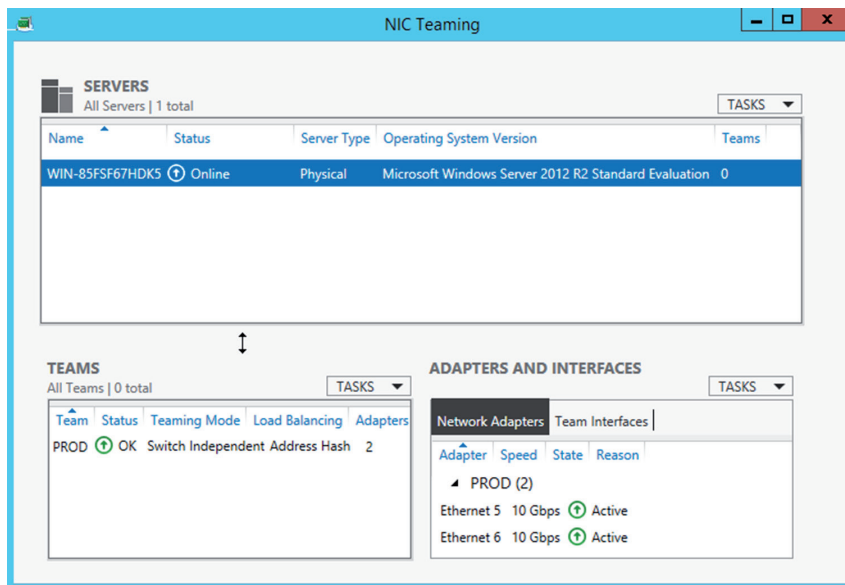 NIC Teaming
SERVERS
All Servers | 1 total
TASKS
Name Status Server Type Operating System Version Teams
WIN-85FSF67HDK5 Online Physical Microsoft Windows Server 2012 R2 Standard Evaluation 0
TEAMS
All Teams | 0 total
TASKS
Team Status Teaming Mode Load Balancing Adapters
PROD OK Switch Independent Address Hash 2
ADAPTERS AND INTERFACES
TASKS
Network Adapters Team Interfaces
Adapter Speed State Reason
PROD (2)
Ethernet 5 10 Gbps Active
Ethernet 6 10 Gbps Active